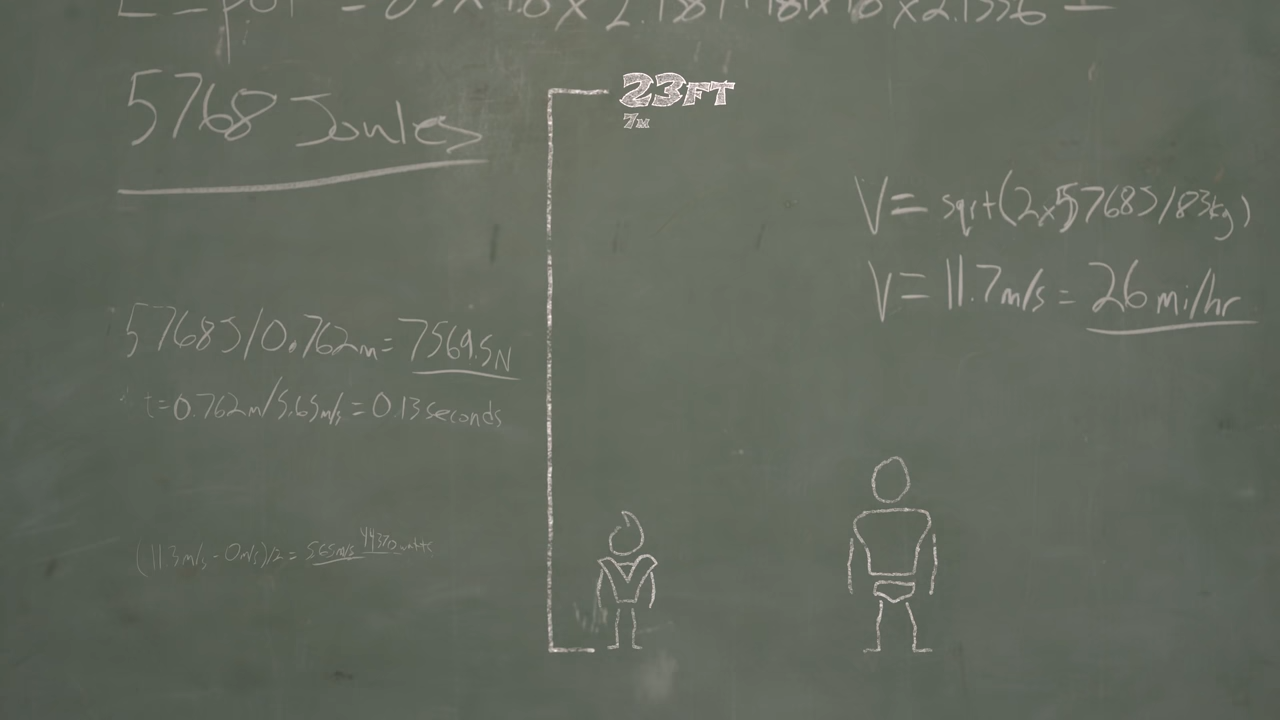 5768 Joules
23FT
7M
V = sqrt(2x5768J/83kg)
V = 11.7m/s = 26 mi/hr
5768J/0.762m = 7569.5N
t = 0.762m/5.65m/s = 0.13 seconds
(11.3m/s - 0m/s)/2 = 5.65m/s